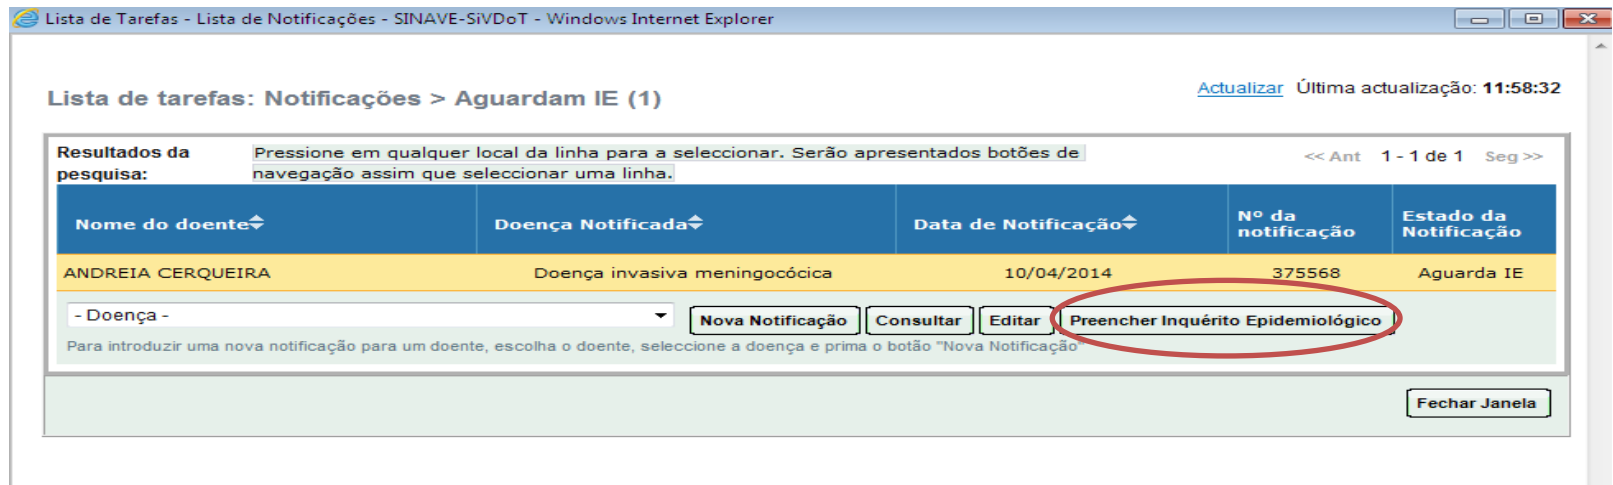 Lista de Tarefas - Lista de Notificações - SINAVE-SiVDoT - Windows Internet Explorer
Actualizar Última actualização: 11:58:32
Lista de tarefas: Notificações > Aguardam IE (1)
Resultados da pesquisa:
Pressione em qualquer local da linha para a seleccionar. Serão apresentados botões de
navegação assim que seleccionar uma linha.
<< Ant 1 - 1 de 1 Seg >>
Nome do doente Doença Notificada Data de Notificação Nº da notificação Estado da Notificação
ANDREIA CERQUEIRA Doença invasiva meningocócica 10/04/2014 375568 Aguarda IE
- Doença - Nova Notificação Consultar Editar Preencher Inquérito Epidemiológico
Para introduzir uma nova notificação para um doente, escolha o doente, seleccione a doença e prima o botão "Nova Notificação"
Fechar Janela